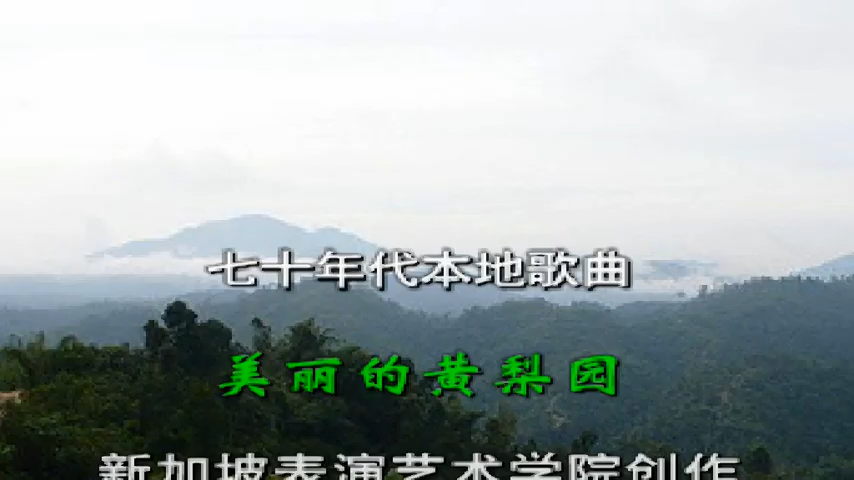 七十年代本地歌曲
美丽的黄梨园
新加坡表演艺术学院创作